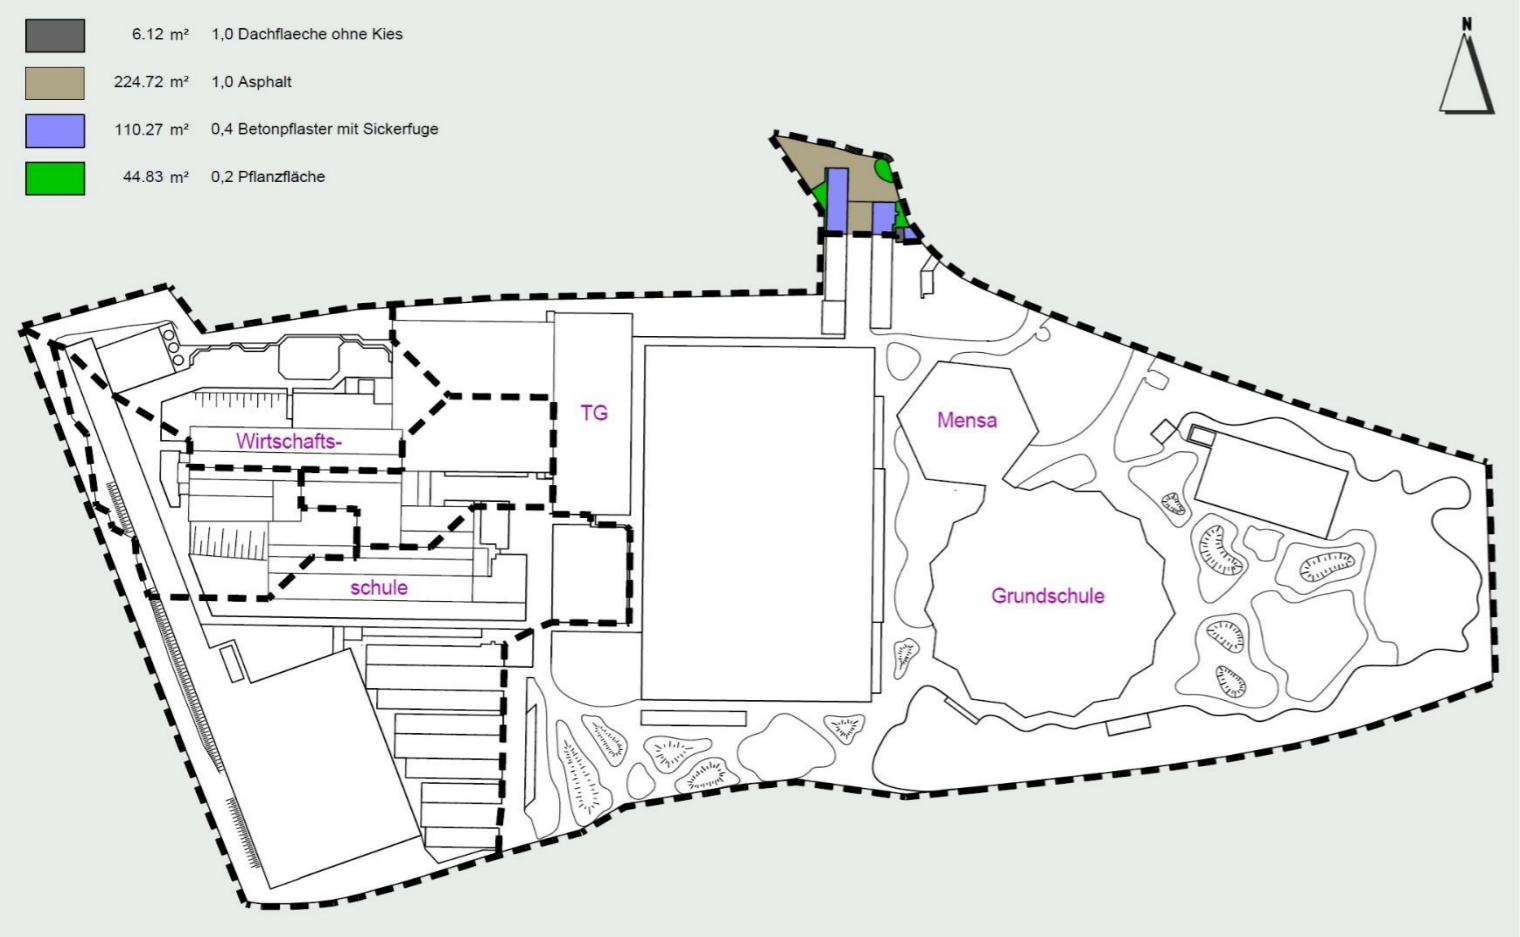 6.12 m² 1,0 Dachflaeche ohne Kies
N
224.72 m² 1,0 Asphalt
110.27 m² 0,4 Betonpflaster mit Sickerfuge
44.83 m² 0,2 Pflanzfläche
TG
Mensa
Wirtschafts-
schule
Grundschule